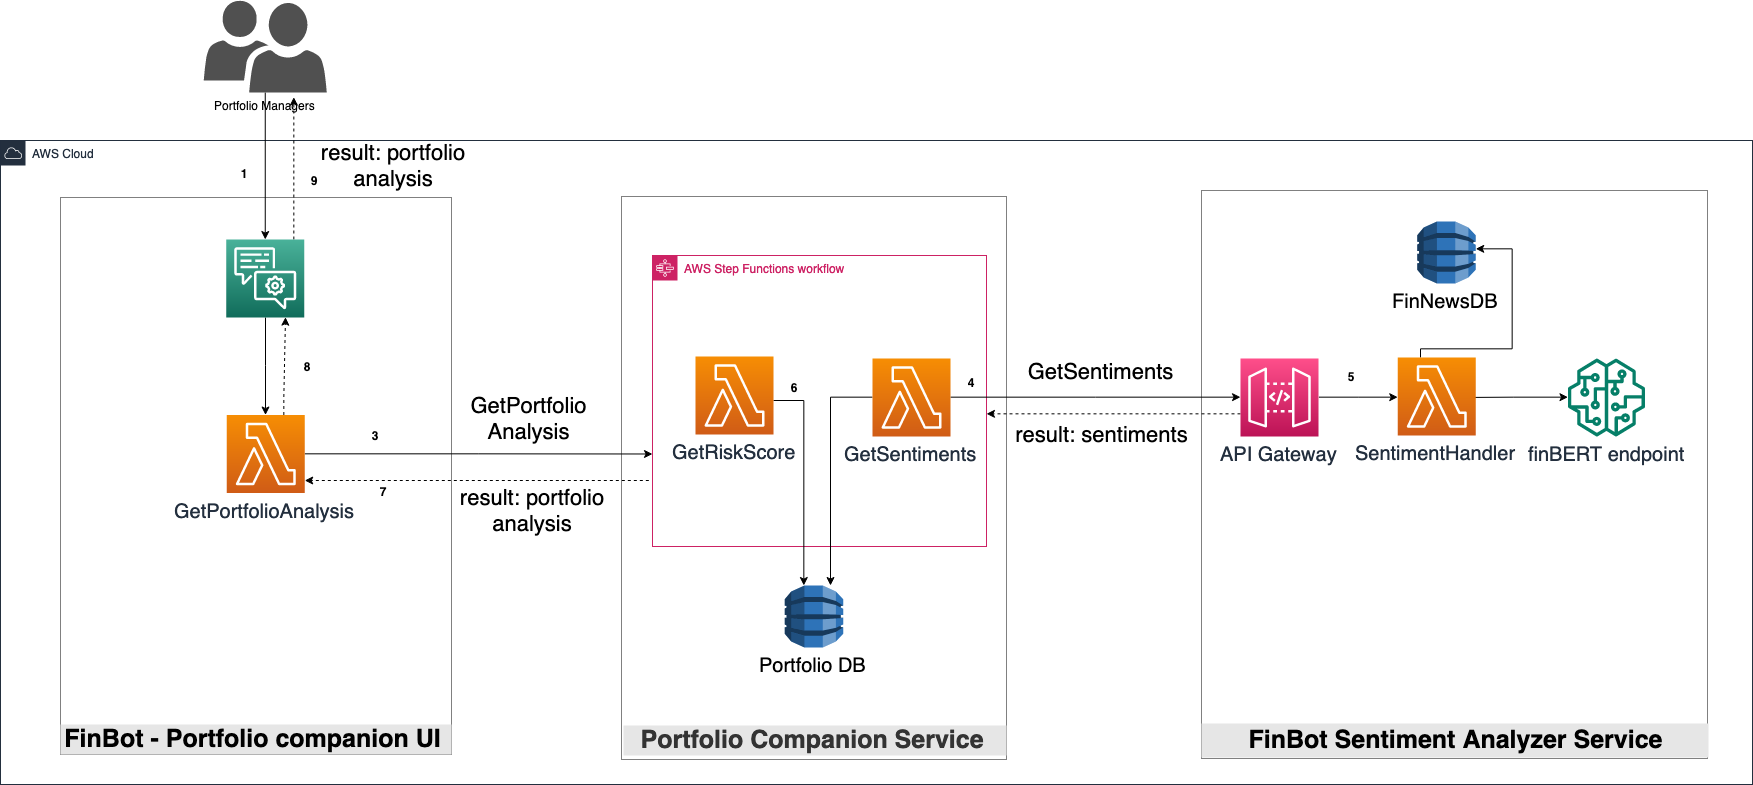 Portfolio Managers
AWS Cloud
1
9
result: portfolio
analysis
8
GetPortfolioAnalysis
3
GetPortfolio
Analysis
7
result: portfolio
analysis
FinBot - Portfolio companion UI
AWS Step Functions workflow
GetRiskScore
6
GetSentiments
4
Portfolio DB
Portfolio Companion Service
GetSentiments
result: sentiments
API Gateway
5
SentimentHandler
FinNewsDB
finBERT endpoint
FinBot Sentiment Analyzer Service